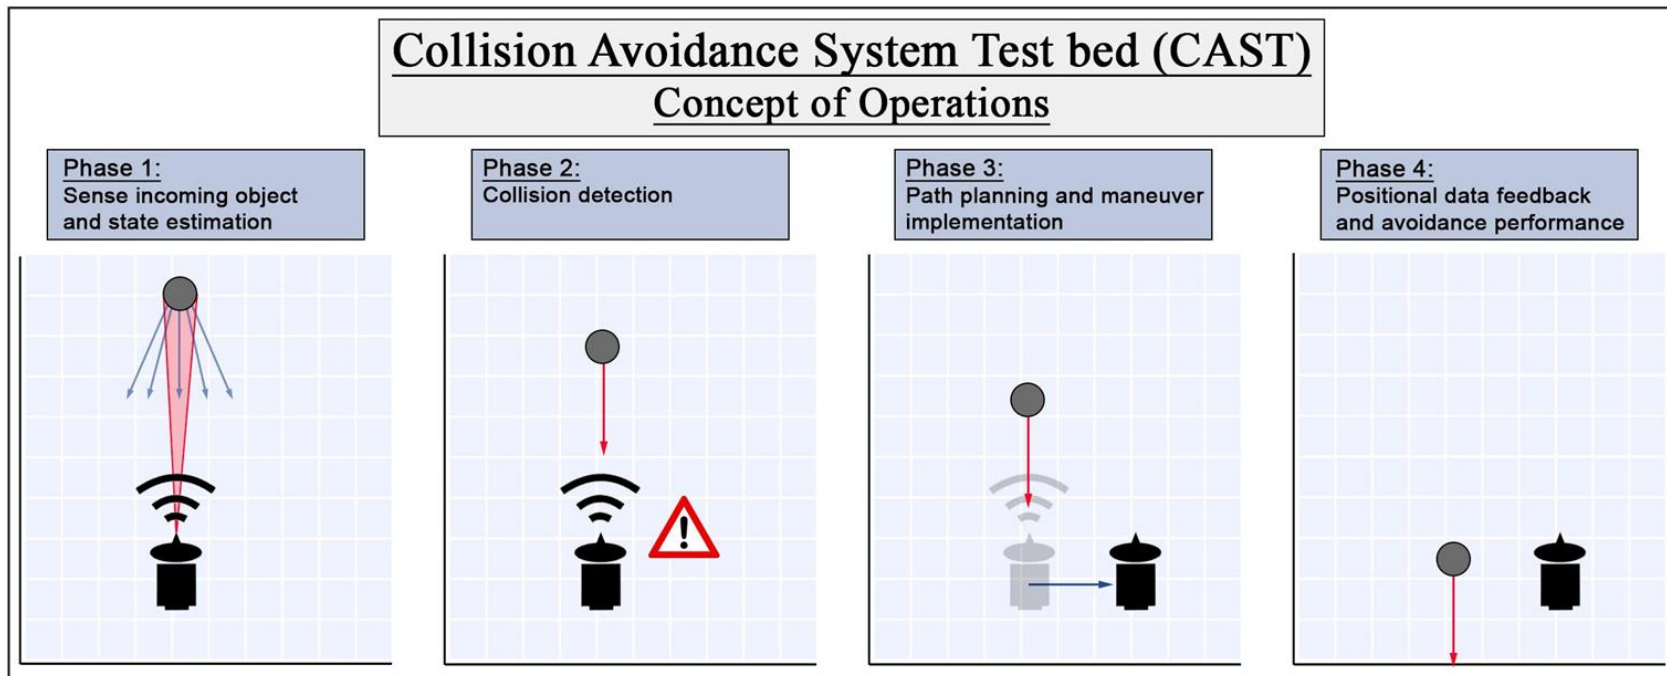 Collision Avoidance System Test bed (CAST)
Concept of Operations
Phase 1:
Sense incoming object
and state estimation
Phase 2:
Collision detection
Phase 3:
Path planning and maneuver
implementation
Phase 4:
Positional data feedback
and avoidance performance
!